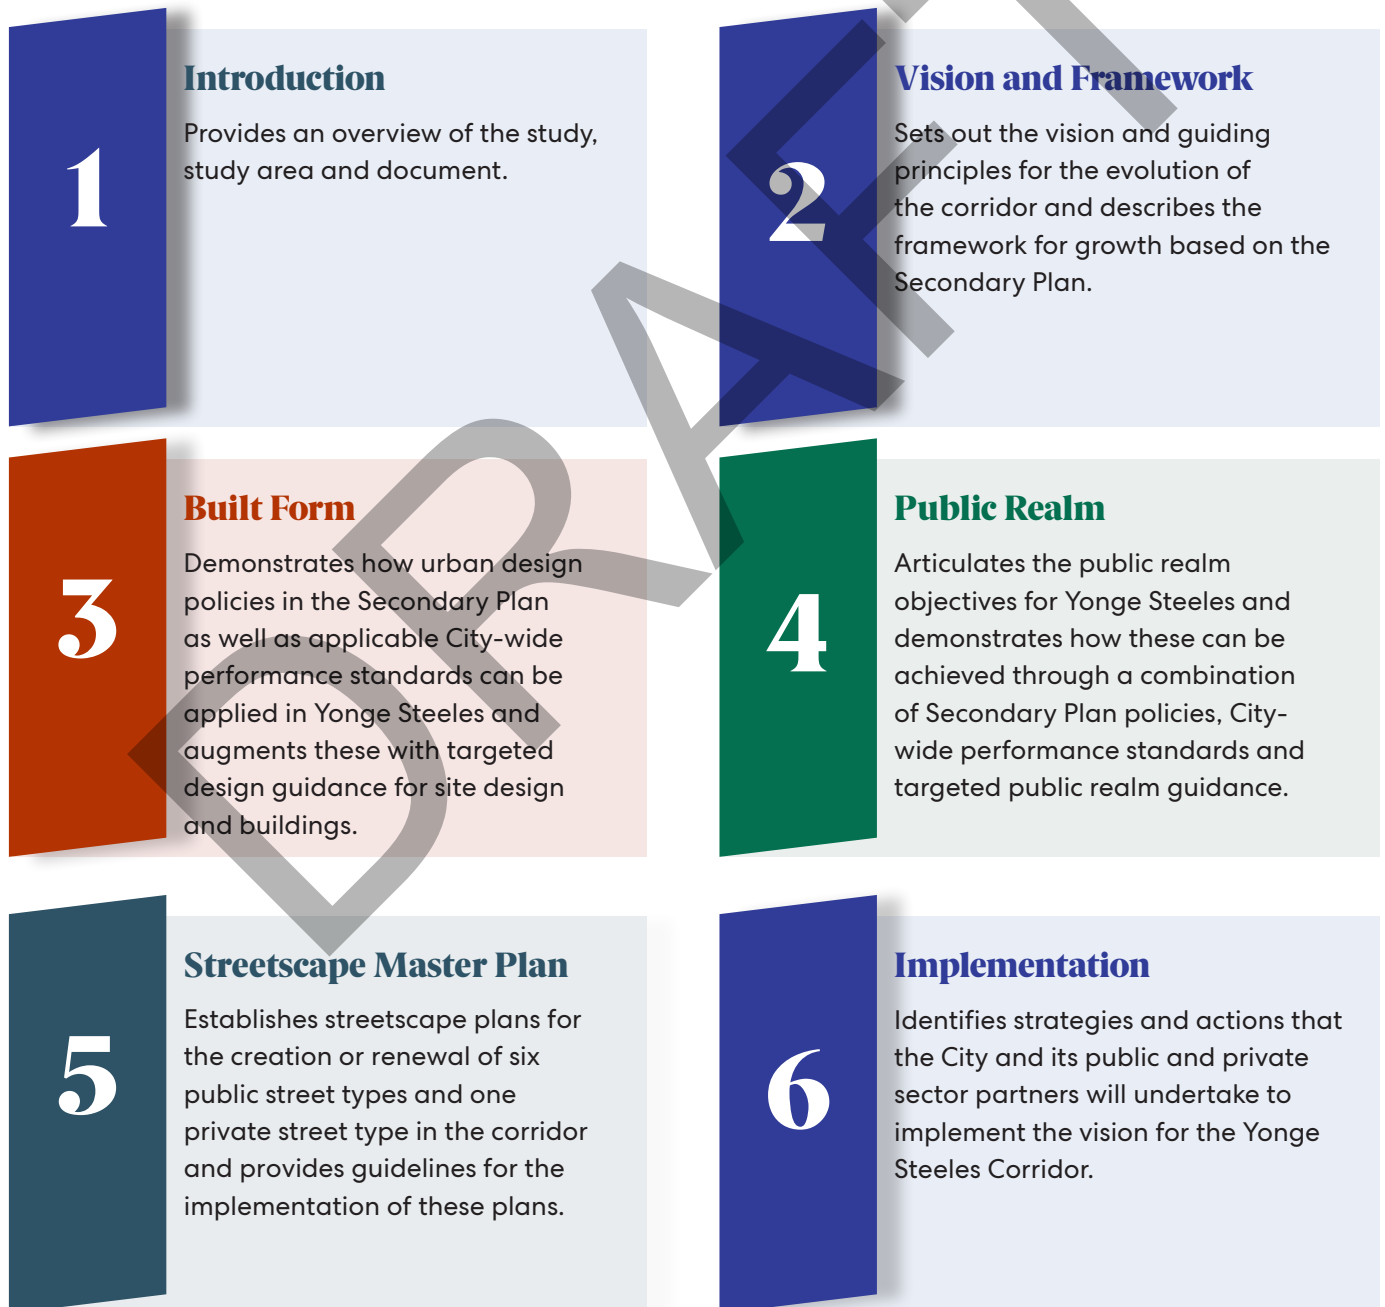 1
Introduction
Provides an overview of the study,
study area and document.
2
Vision and Framework
Sets out the vision and guiding
principles for the evolution of
the corridor and describes the
framework for growth based on the
Secondary Plan.
3
Built Form
Demonstrates how urban design
policies in the Secondary Plan
as well as applicable City-wide
performance standards can be
applied in Yonge Steeles and
augments these with targeted
design guidance for site design
and buildings.
4
Public Realm
Articulates the public realm
objectives for Yonge Steeles and
demonstrates how these can be
achieved through a combination
of Secondary Plan policies, City-
wide performance standards and
targeted public realm guidance.
5
Streetscape Master Plan
Establishes streetscape plans for
the creation or renewal of six
public street types and one
private street type in the corridor
and provides guidelines for the
implementation of these plans.
6
Implementation
Identifies strategies and actions that
the City and its public and private
sector partners will undertake to
implement the vision for the Yonge
Steeles Corridor.
DRAFT